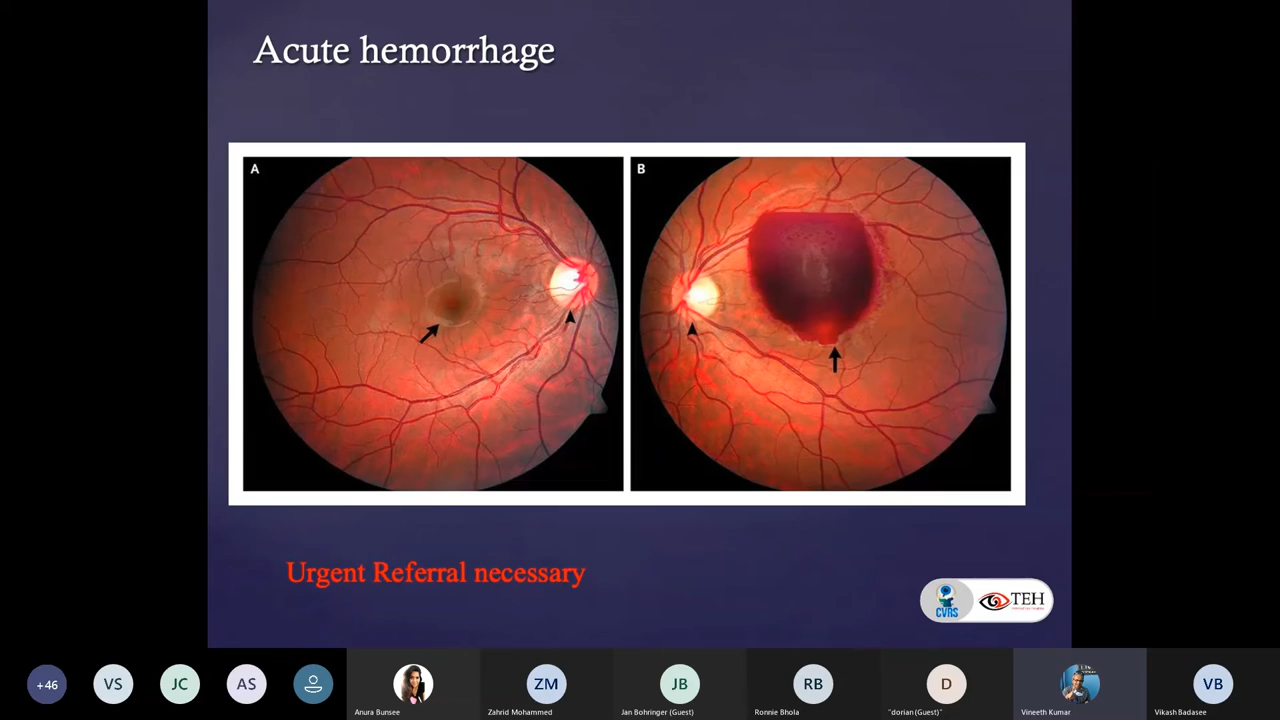 Acute hemorrhage
A
B
Urgent Referral necessary
CVRS
TEH
+46
VS
JC
AS
ZM
JB
RB
D
VB
Anura Bunsee
Zahrid Mohammed
Jan Bohringer (Guest)
Ronnie Bhola
"dorian(Guest)"
Vineeth Kumar
Vikash Badasee